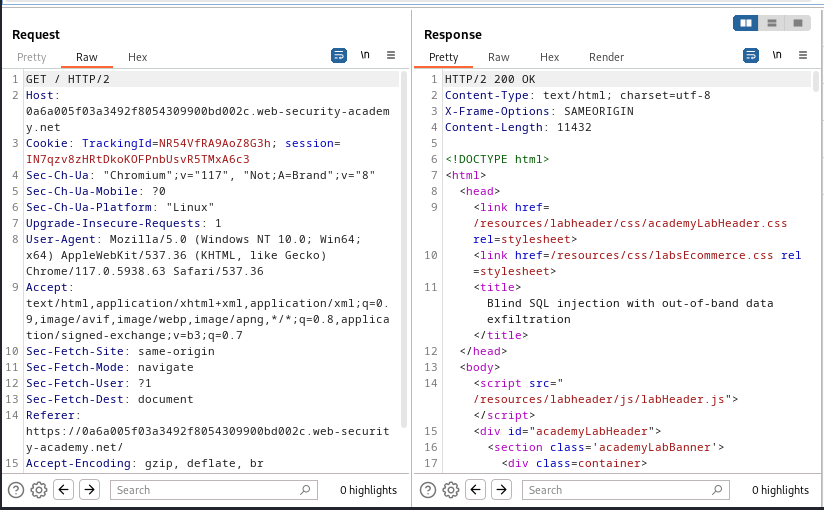 Request
Pretty Raw Hex \n
1 GET / HTTP/2
2 Host:
0a6a005f03a3492f8054309900bd002c.web-security-academ
y.net
3 Cookie: TrackingId=NR54VfRA9AoZ8G3h; session=
IN7qzv8zHRtDkoKOFPnbUsvR5TMxA6c3
4 Sec-Ch-Ua: "Chromium";v="117", "Not;A=Brand";v="8"
5 Sec-Ch-Ua-Mobile: ?0
6 Sec-Ch-Ua-Platform: "Linux"
7 Upgrade-Insecure-Requests: 1
8 User-Agent: Mozilla/5.0 (Windows NT 10.0; Win64;
x64) AppleWebKit/537.36 (KHTML, like Gecko)
Chrome/117.0.5938.63 Safari/537.36
9 Accept:
text/html,application/xhtml+xml,application/xml;q=0.
9,image/avif,image/webp,image/apng,*/*;q=0.8,applica
tion/signed-exchange;v=b3;q=0.7
10 Sec-Fetch-Site: same-origin
11 Sec-Fetch-Mode: navigate
12 Sec-Fetch-User: ?1
13 Sec-Fetch-Dest: document
14 Referer:
https://0a6a005f03a3492f8054309900bd002c.web-securit
y-academy.net/
15 Accept-Encoding: gzip, deflate, br
Search 0 highlights
Response
Pretty Raw Hex Render \n
1 HTTP/2 200 OK
2 Content-Type: text/html; charset=utf-8
3 X-Frame-Options: SAMEORIGIN
4 Content-Length: 11432
5
6 <!DOCTYPE html>
7 <html>
8 <head>
9 <link href=
/resources/labheader/css/academyLabHeader.css
rel=stylesheet>
10 <link href=/resources/css/labsEcommerce.css rel
=stylesheet>
11 <title>
Blind SQL injection with out-of-band data
exfiltration
</title>
12 </head>
13 <body>
14 <script src="
/resources/labheader/js/labHeader.js">
</script>
15 <div id="academyLabHeader">
16 <section class='academyLabBanner'>
17 <div class=container>
Search 0 highlights